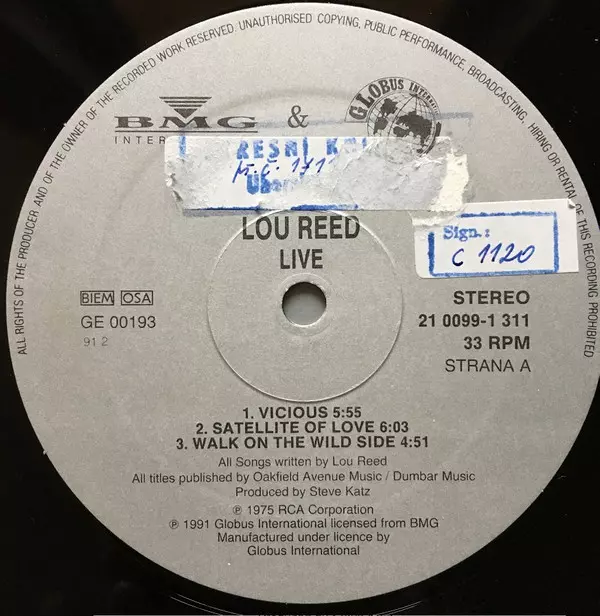 ALL RIGHTS OF THE PRODUCER AND OF THE OWNER OF THE RECORDED WORK RESERVED. UNAUTHORISED COPYING, PUBLIC PERFORMANCE, BROADCASTING, HIRING OR RENTAL OF THIS RECORDING PROHIBITED
BMG & GLOBUS
INTER
Sign.:
C 1120
LOU REED
LIVE
BIEM OSA
GE 00193
91 2
STEREO
21 0099-1 311
33 RPM
STRANA A
1. VICIOUS 5:55
2. SATELLITE OF LOVE 6:03
3. WALK ON THE WILD SIDE 4:51
All Songs written by Lou Reed
All titles published by Oakfield Avenue Music / Dumbar Music
Produced by Steve Katz
℗ 1975 RCA Corporation
℗ 1991 Globus International licensed from BMG
Manufactured under licence by
Globus International